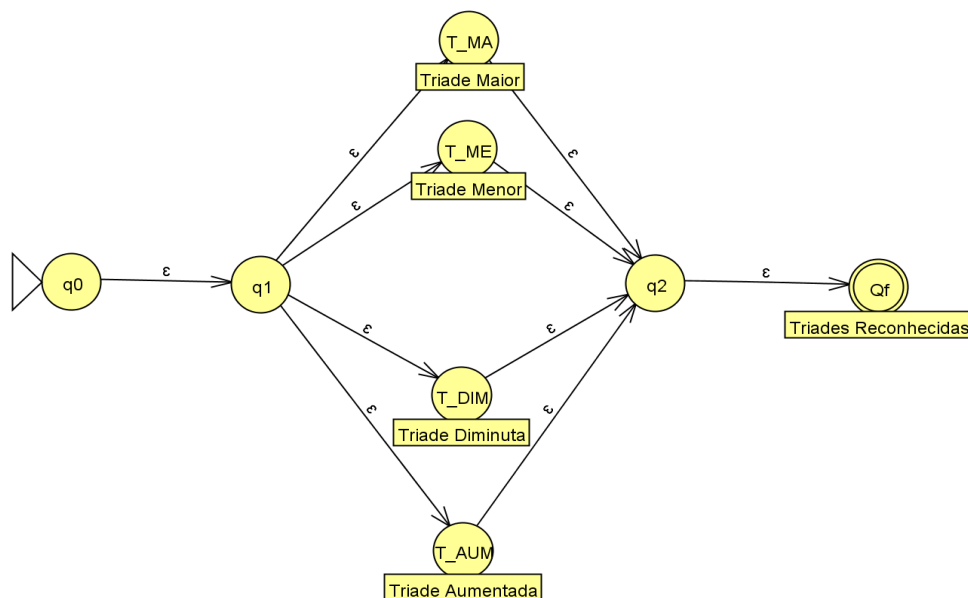 T_MA
Triade Maior
ε
ε
T_ME
Triade Menor
ε
ε
q0
ε
q1
q2
ε
Qf
Triades Reconhecidas
ε
ε
T_DIM
Triade Diminuta
ε
ε
T_AUM
Triade Aumentada